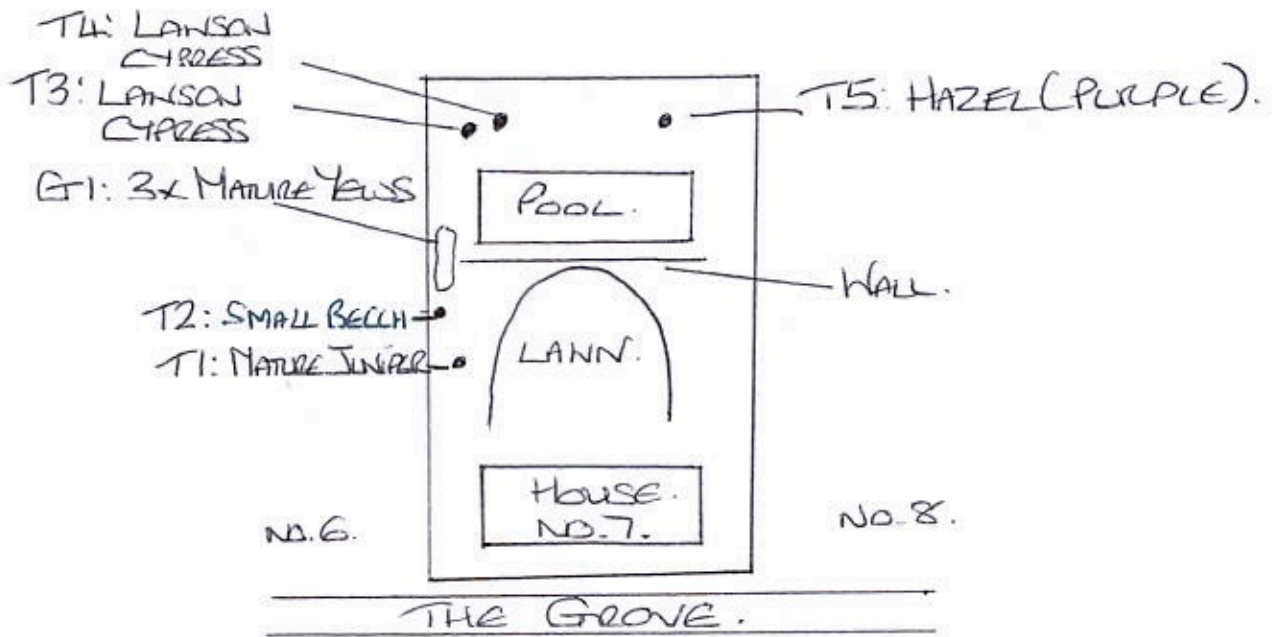 T4: LAWSON
CYPRESS
T3: LAWSON
CYPRESS
T5: HAZEL (PURPLE).
G1: 3x MATURE YEWS
POOL.
WALL.
T2: SMALL BEECH
T1: MATURE JUNIPER
LAWN.
HOUSE.
NO.7.
NO.6.
NO.8.
THE GROVE.